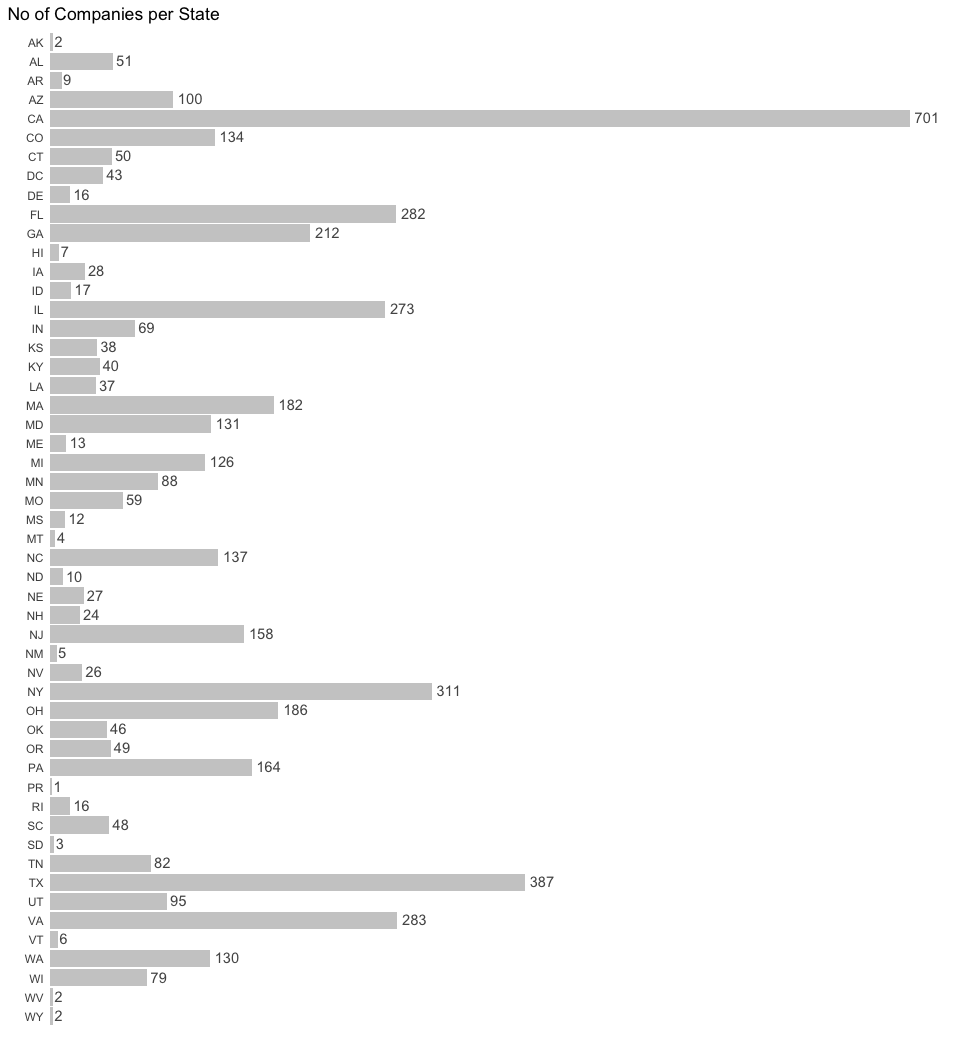 No of Companies per State
AK 2
AL 51
AR 9
AZ 100
CA 701
CO 134
CT 50
DC 43
DE 16
FL 282
GA 212
HI 7
IA 28
ID 17
IL 273
IN 69
KS 38
KY 40
LA 37
MA 182
MD 131
ME 13
MI 126
MN 88
MO 59
MS 12
MT 4
NC 137
ND 10
NE 27
NH 24
NJ 158
NM 5
NV 26
NY 311
OH 186
OK 46
OR 49
PA 164
PR 1
RI 16
SC 48
SD 3
TN 82
TX 387
UT 95
VA 283
VT 6
WA 130
WI 79
WV 2
WY 2